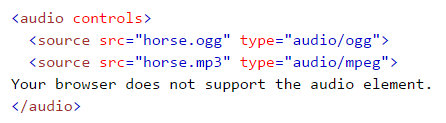 <audio controls>
  <source src="horse.ogg" type="audio/ogg">
  <source src="horse.mp3" type="audio/mpeg">
Your browser does not support the audio element.
</audio>